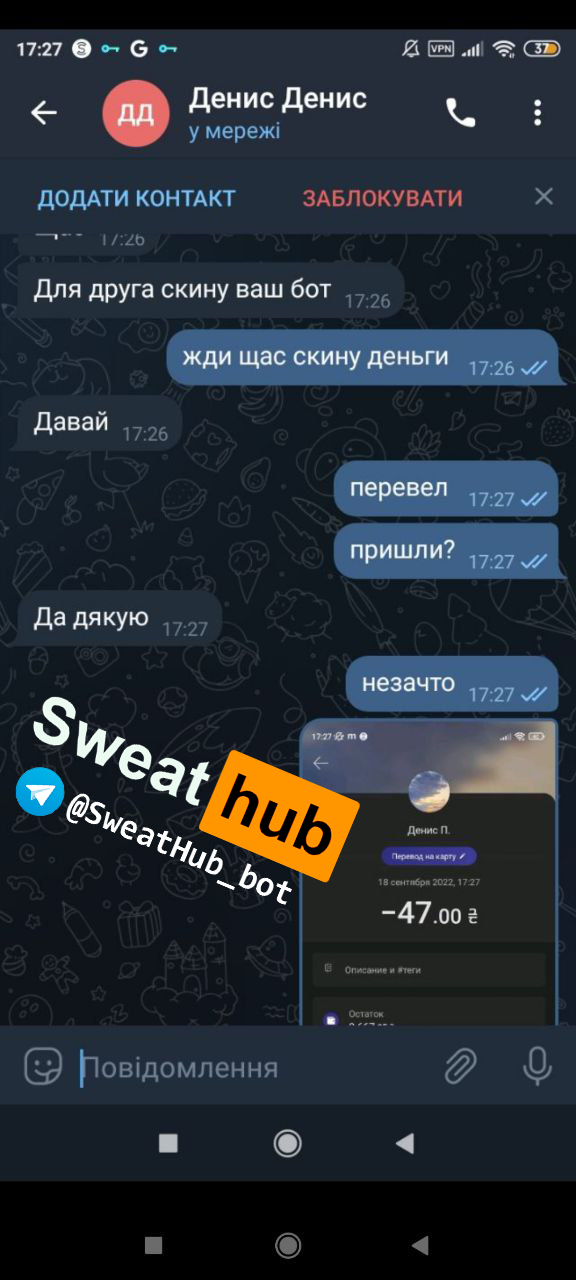 17:27 G VPN 37
ДД
Денис Денис
у мережі
ДОДАТИ КОНТАКТ ЗАБЛОКУВАТИ
17:26
Для друга скину ваш бот 17:26
жди щас скину деньги 17:26
Давай 17:26
перевел 17:27
пришли? 17:27
Да дякую 17:27
незачто 17:27
Sweat hub
@SweatHub_bot
17:27
Денис П.
Перевод на карту
18 сентября 2022, 17:27
−47.00 ₴
Описание и #теги
Остаток
Повідомлення